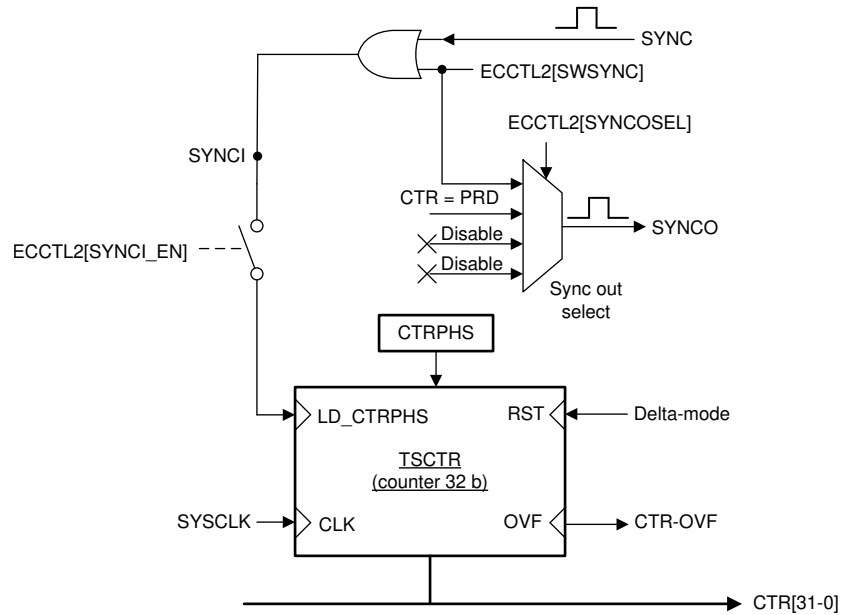 SYNC
ECCTL2[SWSYNC]
ECCTL2[SYNCOSEL]
SYNCI
CTR = PRD
SYNCO
Disable
ECCTL2[SYNCI_EN]
Disable
Sync out
select
CTRPHS
LD_CTRPHS
RST
Delta-mode
TSCTR
(counter 32 b)
SYSCLK
CLK
OVF
CTR-OVF
CTR[31-0]